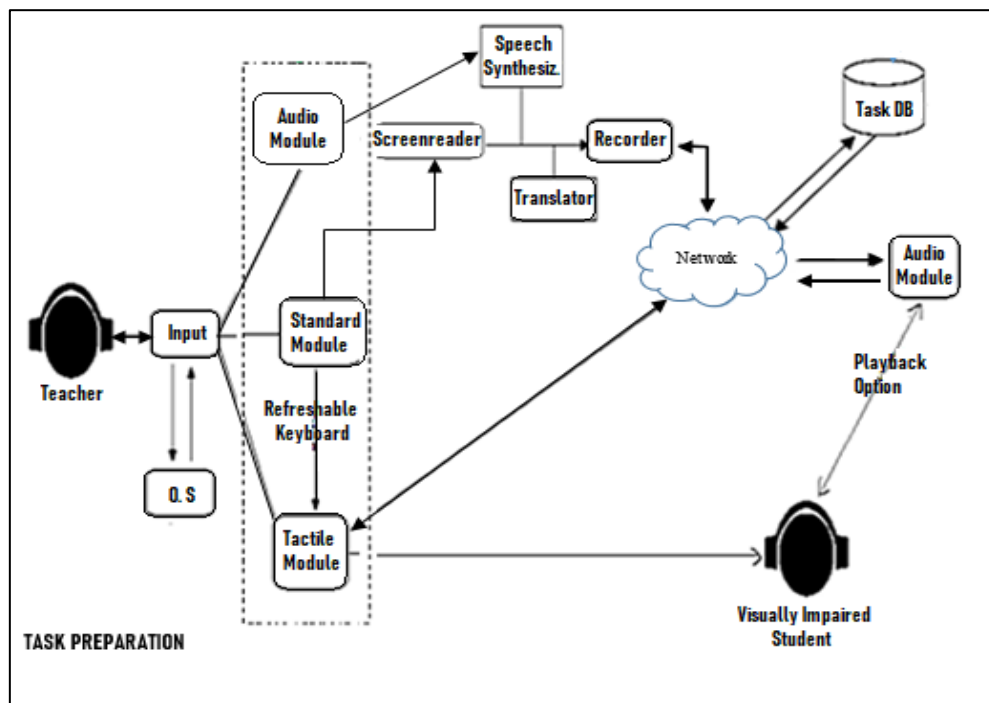 Speech
Synthesiz.
Task DB
Audio
Module
Screenreader
Recorder
Translator
Network
Audio
Module
Teacher
Input
Standard
Module
Playback
Option
Refreshable
Keyboard
O. S
Tactile
Module
Visually Impaired
Student
TASK PREPARATION